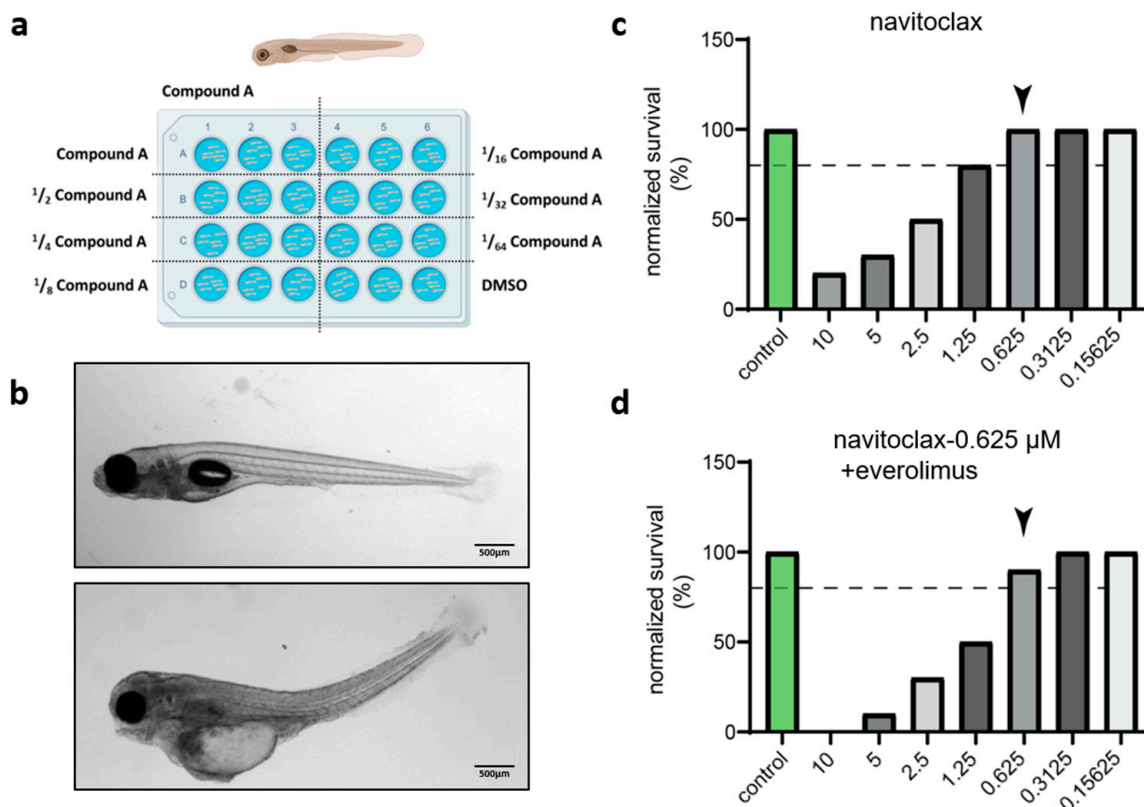 a
Compound A
1 2 3 4 5 6
Compound A A 1/16 Compound A
1/2 Compound A B 1/32 Compound A
1/4 Compound A C 1/64 Compound A
1/8 Compound A D DMSO
b
500μm
500μm
c
navitoclax
normalized survival
(%)
150
100
50
0
control 10 5 2.5 1.25 0.625 0.3125 0.15625
d
navitoclax-0.625 μM
+everolimus
normalized survival
(%)
150
100
50
0
control 10 5 2.5 1.25 0.625 0.3125 0.15625